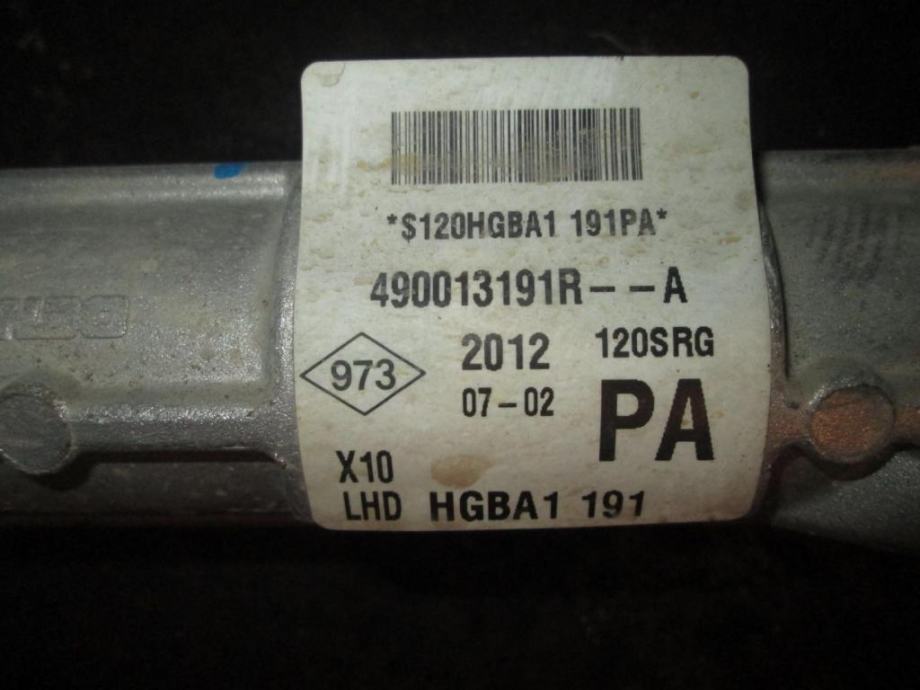 *$120HGBA1 191PA*
490013191R--A
973
2012
120SRG
07-02
PA
X10
LHD HGBA1 191